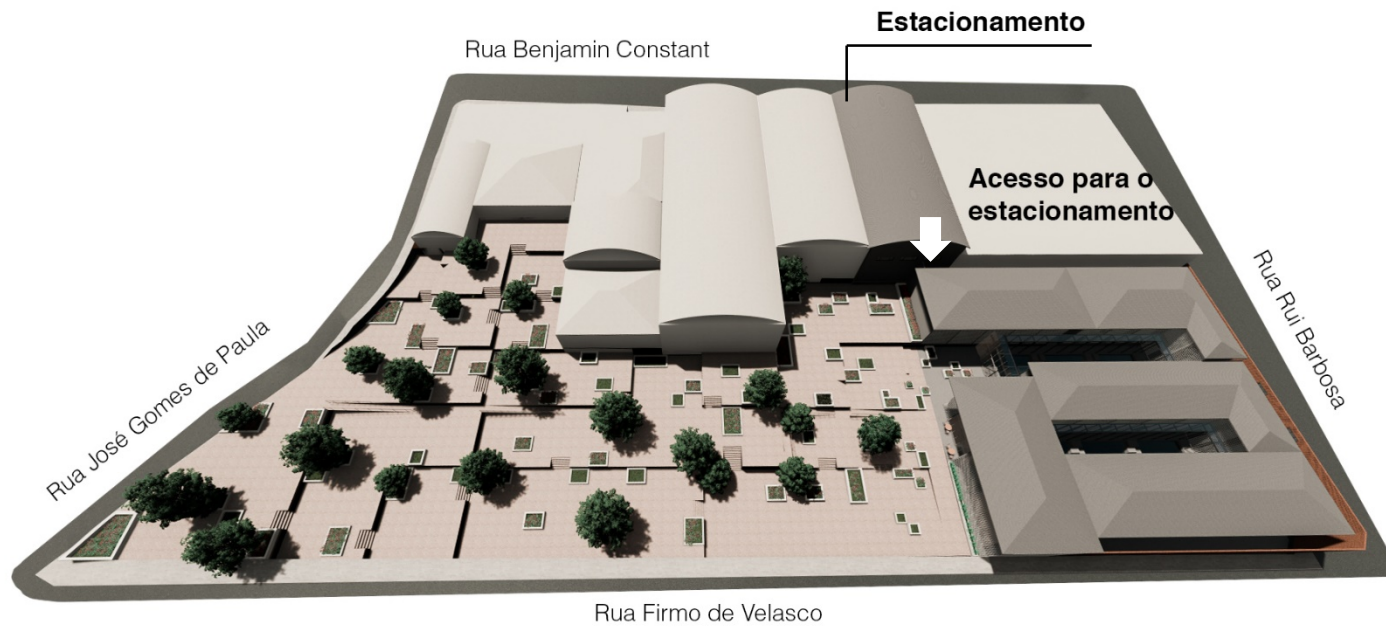 Estacionamento
Rua Benjamin Constant
Acesso para o
estacionamento
Rua Rui Barbosa
Rua José Gomes de Paula
Rua Firmo de Velasco